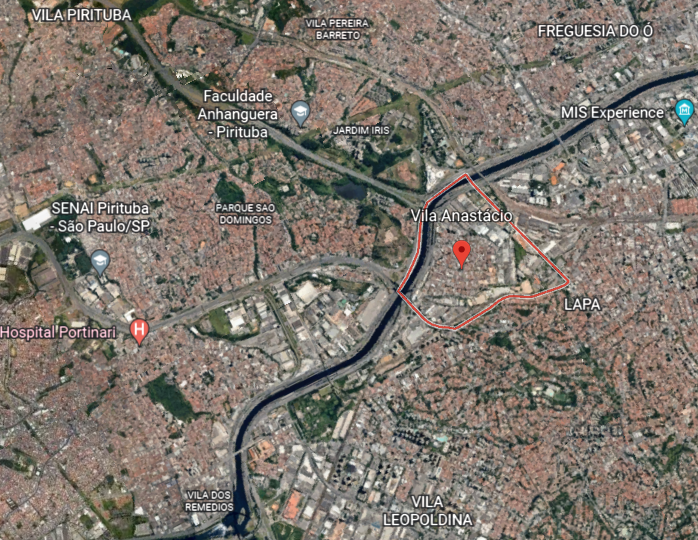 VILA PIRITUBA
VILA PEREIRA
BARRETO
FREGUESIA DO Ó
Faculdade
Anhanguera
- Pirituba
JARDIM IRIS
MIS Experience
SENAI Pirituba
- São Paulo/SP
PARQUE SAO
DOMINGOS
Vila Anastácio
Hospital Portinari
H
LAPA
VILA DOS
REMEDIOS
VILA
LEOPOLDINA